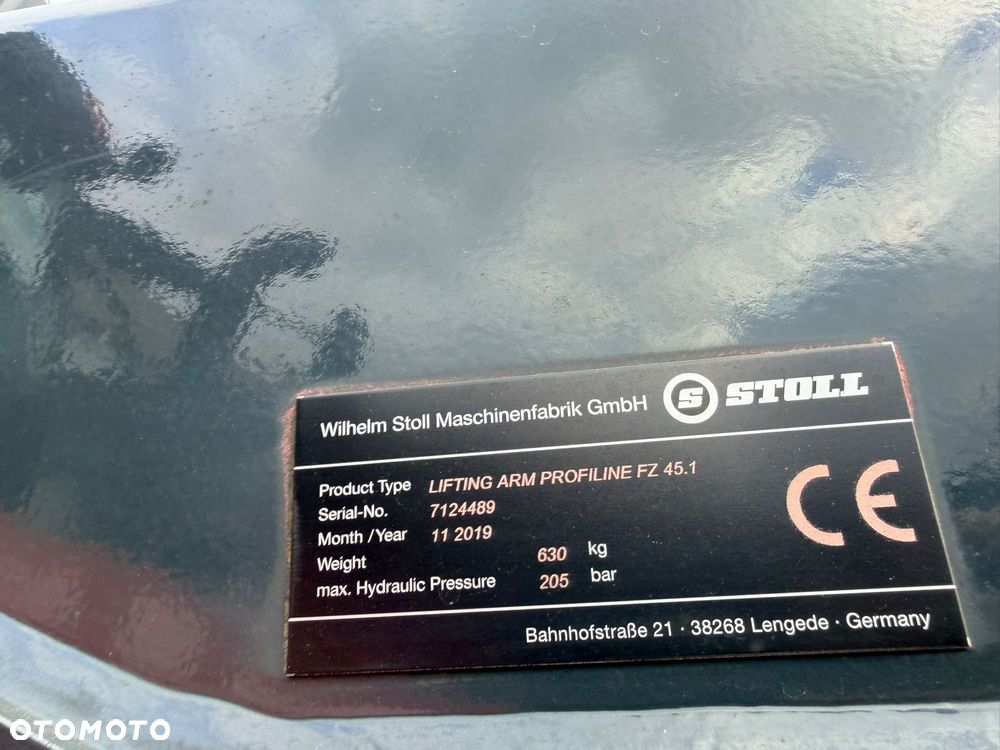 Wilhelm Stoll Maschinenfabrik GmbH S STOLL
Product Type LIFTING ARM PROFILINE FZ 45.1
Serial-No. 7124489
Month / Year 11 2019
Weight 630 kg
max. Hydraulic Pressure 205 bar
CE
Bahnhofstraße 21 · 38268 Lengede · Germany
OTOMOTO